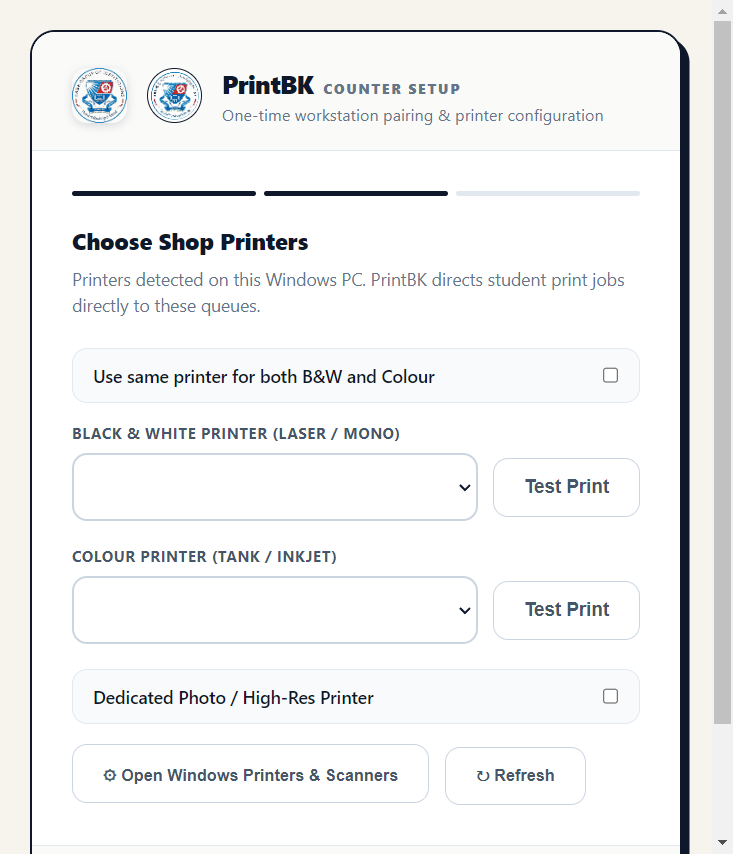 PrintBK COUNTER SETUP
One-time workstation pairing & printer configuration
Choose Shop Printers
Printers detected on this Windows PC. PrintBK directs student print jobs
directly to these queues.
Use same printer for both B&W and Colour
BLACK & WHITE PRINTER (LASER / MONO)
Test Print
COLOUR PRINTER (TANK / INKJET)
Test Print
Dedicated Photo / High-Res Printer
⚙ Open Windows Printers & Scanners
↻ Refresh